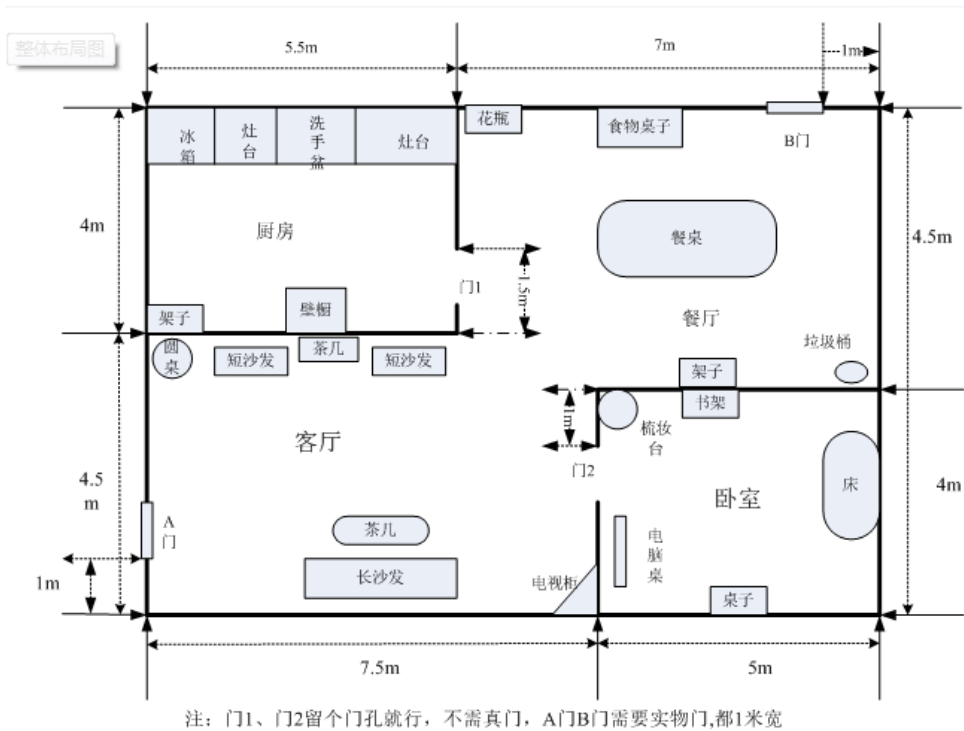 整体布局图
5.5m
7m
1m
冰箱
灶台
洗手盆
灶台
花瓶
食物桌子
B门
4m
厨房
餐桌
4.5m
门1
1.5m
架子
壁橱
餐厅
圆桌
短沙发
茶几
短沙发
垃圾桶
架子
书架
1m
梳妆台
客厅
门2
4.5
m
A门
卧室
床
4m
茶几
电脑桌
长沙发
电视柜
桌子
1m
7.5m
5m
注：门1、门2留个门孔就行，不需真门，A门B门需要实物门,都1米宽